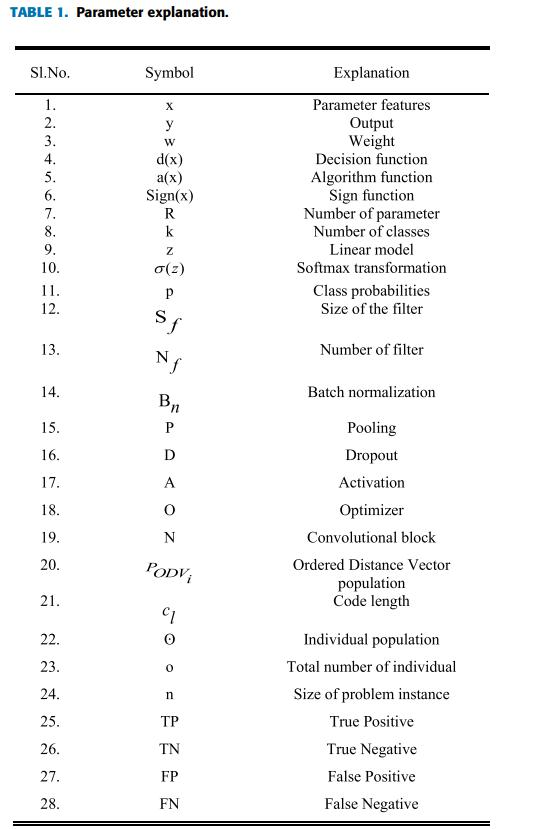 TABLE 1. Parameter explanation.
Sl.No. Symbol Explanation
1. x Parameter features
2. y Output
3. w Weight
4. d(x) Decision function
5. a(x) Algorithm function
6. Sign(x) Sign function
7. R Number of parameter
8. k Number of classes
9. z Linear model
10. σ(z) Softmax transformation
11. p Class probabilities
12. S_f Size of the filter
13. N_f Number of filter
14. B_n Batch normalization
15. P Pooling
16. D Dropout
17. A Activation
18. O Optimizer
19. N Convolutional block
20. P_ODV_i Ordered Distance Vector
population
21. c_l Code length
22. ʘ Individual population
23. o Total number of individual
24. n Size of problem instance
25. TP True Positive
26. TN True Negative
27. FP False Positive
28. FN False Negative